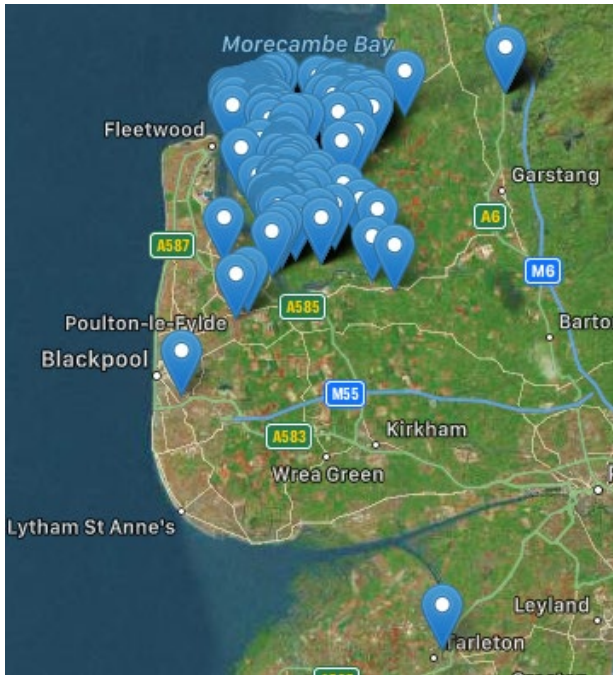 Morecambe Bay
Fleetwood
Garstang
A6
A587
M6
A585
Poulton-le-Fylde
Barto
Blackpool
M55
A583
Kirkham
Wrea Green
Lytham St Anne's
Leyland
Tarleton